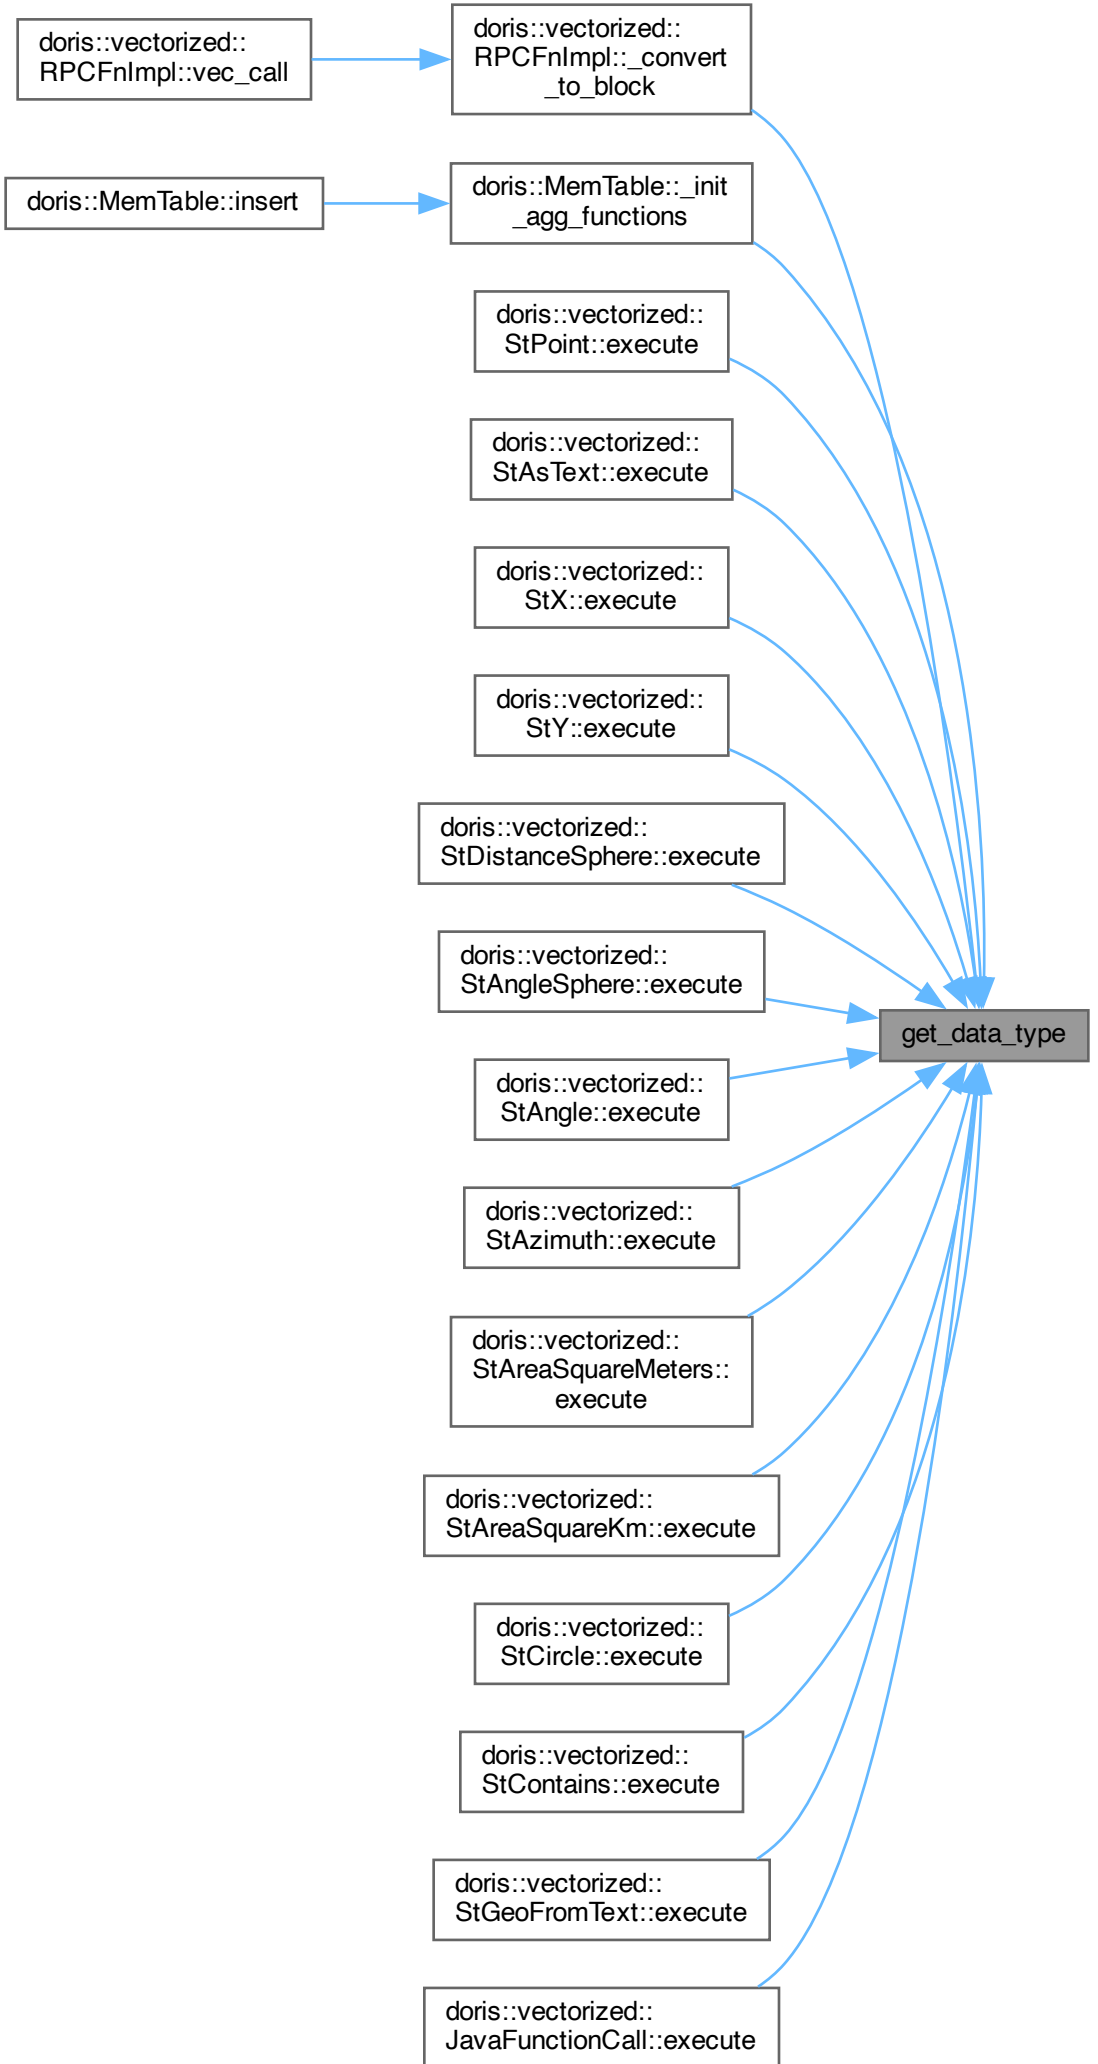 doris::vectorized::
RPCFnImpl::vec_call
doris::vectorized::
RPCFnImpl::_convert
_to_block
doris::MemTable::insert
doris::MemTable::_init
_agg_functions
doris::vectorized::
StPoint::execute
doris::vectorized::
StAsText::execute
doris::vectorized::
StX::execute
doris::vectorized::
StY::execute
doris::vectorized::
StDistanceSphere::execute
doris::vectorized::
StAngleSphere::execute
get_data_type
doris::vectorized::
StAngle::execute
doris::vectorized::
StAzimuth::execute
doris::vectorized::
StAreaSquareMeters::
execute
doris::vectorized::
StAreaSquareKm::execute
doris::vectorized::
StCircle::execute
doris::vectorized::
StContains::execute
doris::vectorized::
StGeoFromText::execute
doris::vectorized::
JavaFunctionCall::execute